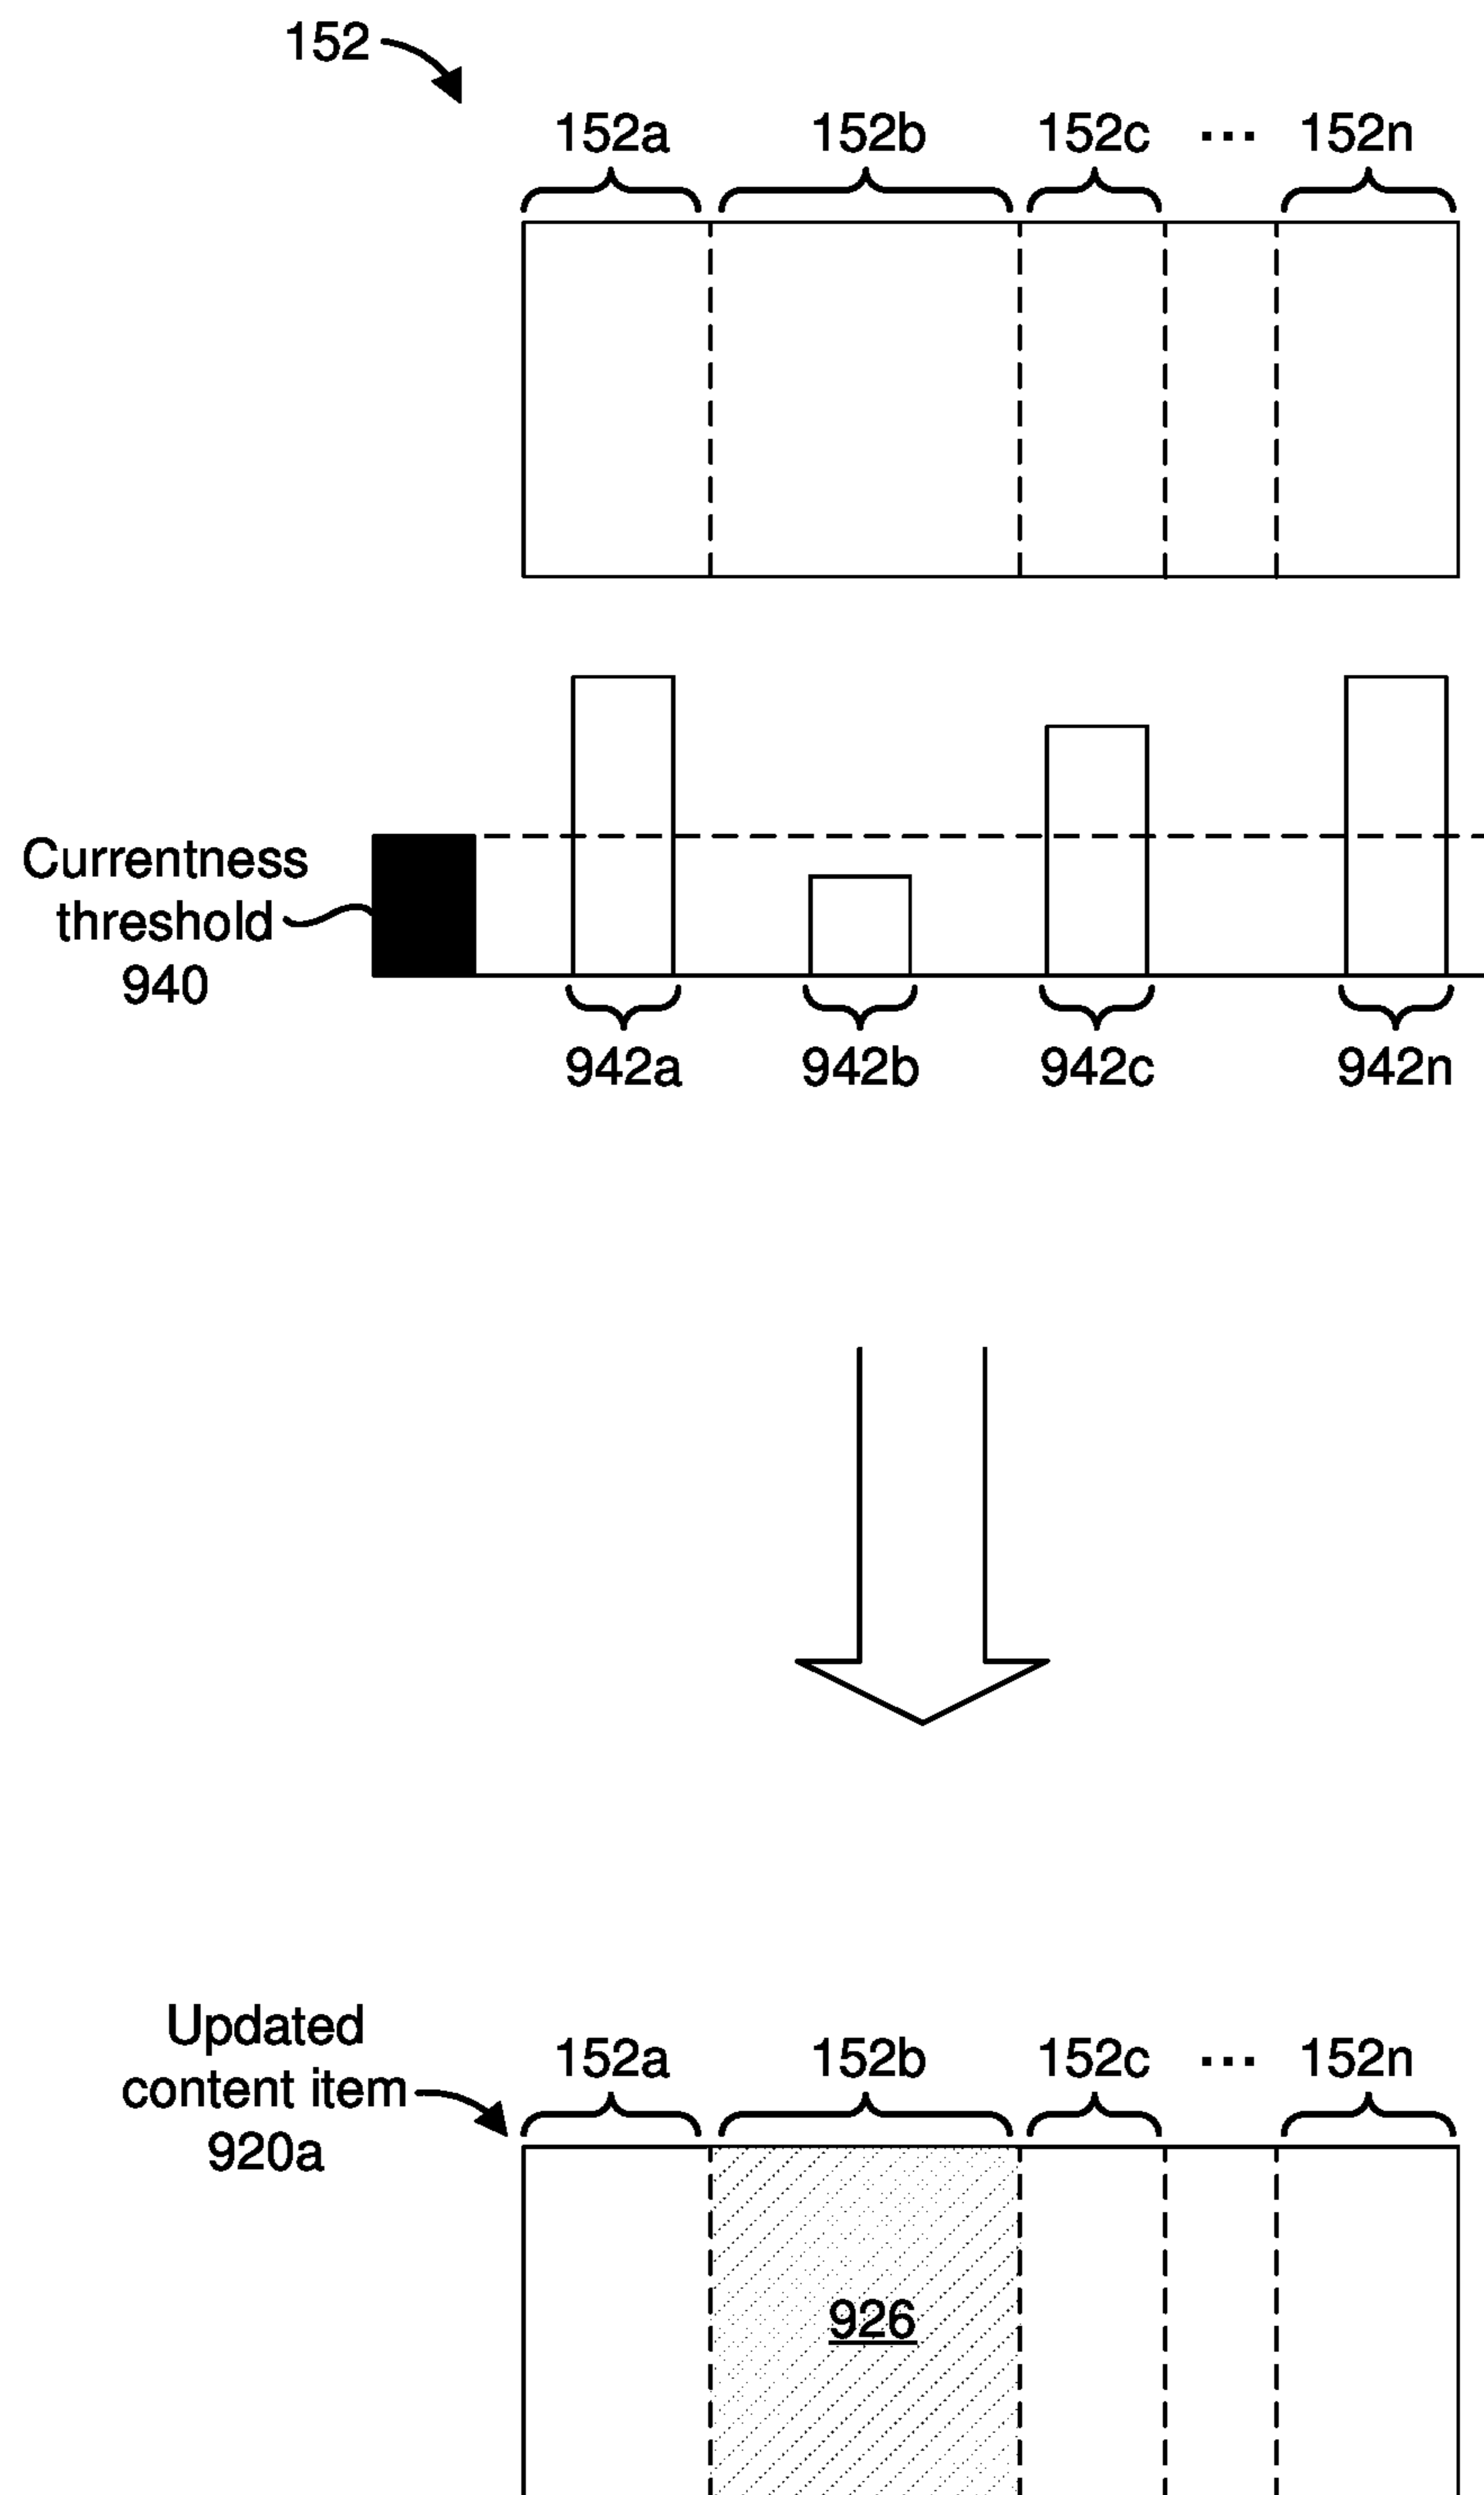 152
152a 152b 152c ... 152n
Currentness
threshold
940
942a 942b 942c 942n
Updated
content item
920a
152a 152b 152c ... 152n
926